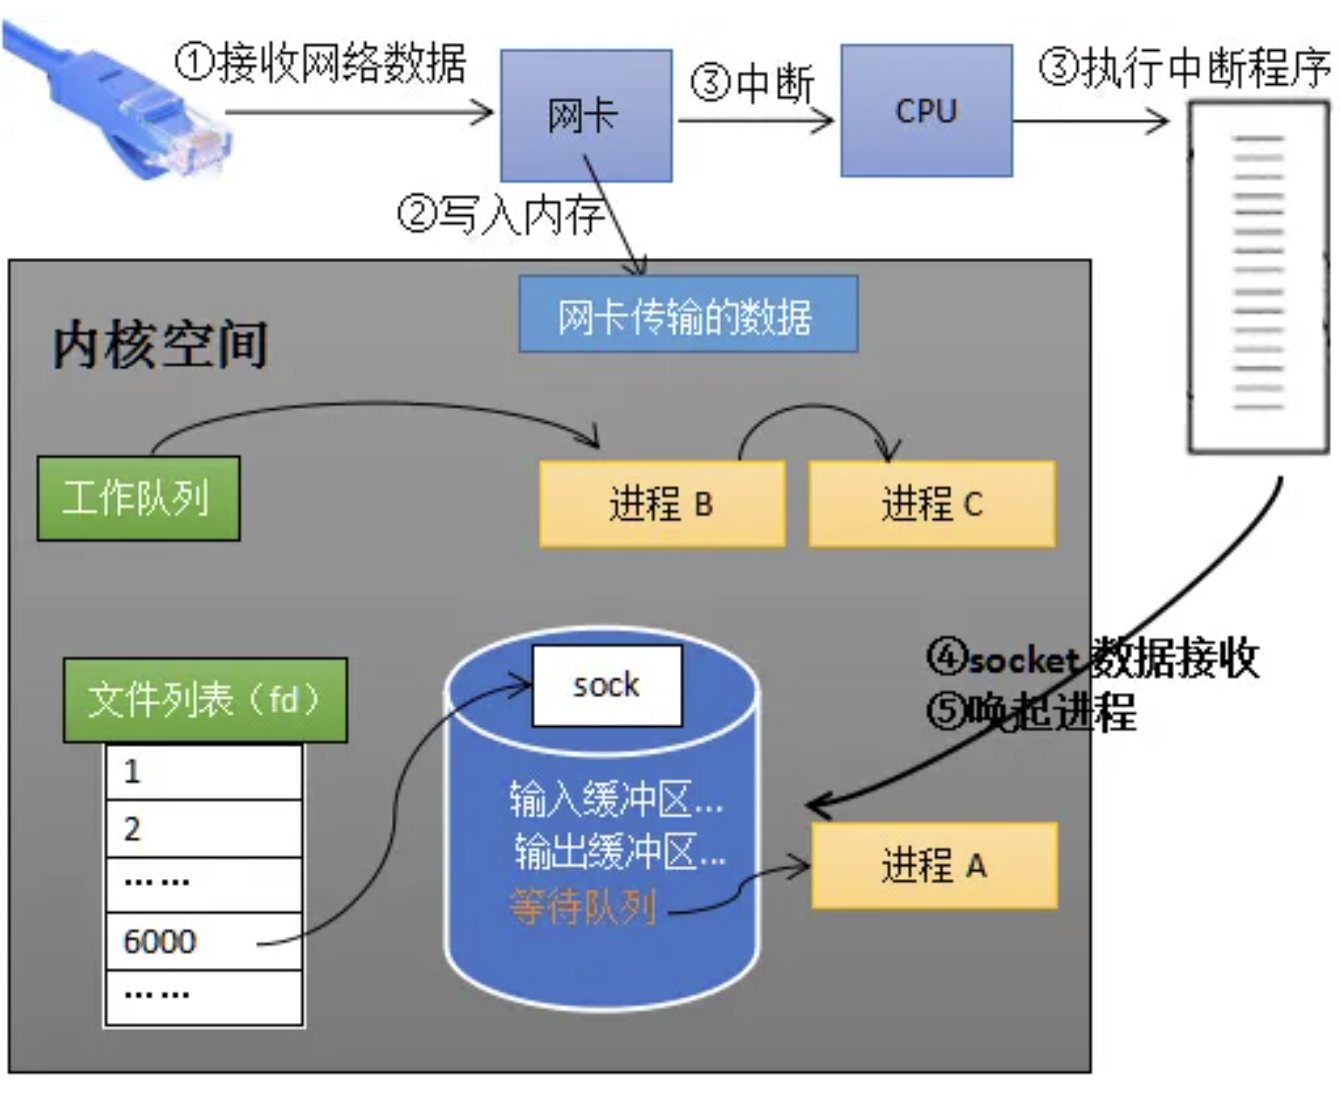 ①接收网络数据
网卡
③中断
CPU
③执行中断程序
②写入内存
网卡传输的数据
内核空间
工作队列
进程 B
进程 C
④socket 数据接收
⑤唤起进程
文件列表（fd）
1
2
……
6000
……
sock
输入缓冲区...
输出缓冲区...
等待队列
进程 A